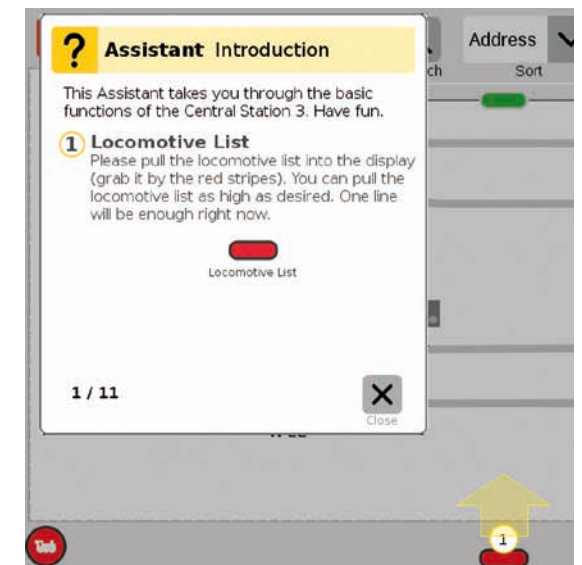 ? Assistant Introduction
Address
ch
Sort
This Assistant takes you through the basic
functions of the Central Station 3. Have fun.
1 Locomotive List
Please pull the locomotive list into the display
(grab it by the red stripes). You can pull the
locomotive list as high as desired. One line
will be enough right now.
Locomotive List
1 / 11
Close
1